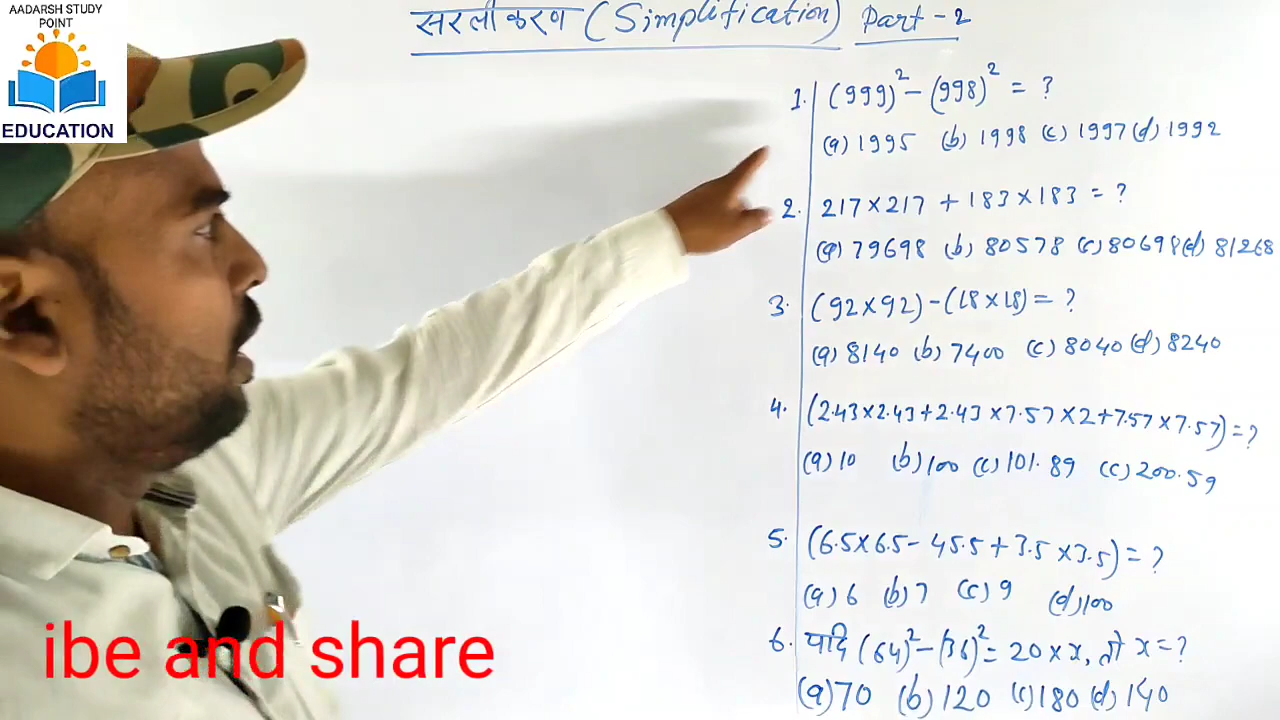 AADARSH STUDY
POINT
EDUCATION
सरलीकरण (Simplification) Part-2
1. (999)² - (998)² = ?
(a) 1995 (b) 1998 (c) 1997 (d) 1992
2. 217×217 + 183×183 = ?
(a) 79698 (b) 80578 (c) 80698 (d) 81268
3. (92×92)-(18×18) = ?
(a) 8140 (b) 7400 (c) 8040 (d) 8240
4. (2.43×2.43+2.43×7.57×2+7.57×7.57)=?
(a) 10 (b) 100 (c) 101.89 (c) 200.59
5. (6.5×6.5-45.5+3.5×3.5)=?
(a) 6 (b) 7 (c) 9 (d) 100
6. यदि (64)²-(36)²=20×x, तो x=?
(a) 70 (b) 120 (c) 180 (d) 140
ibe and share